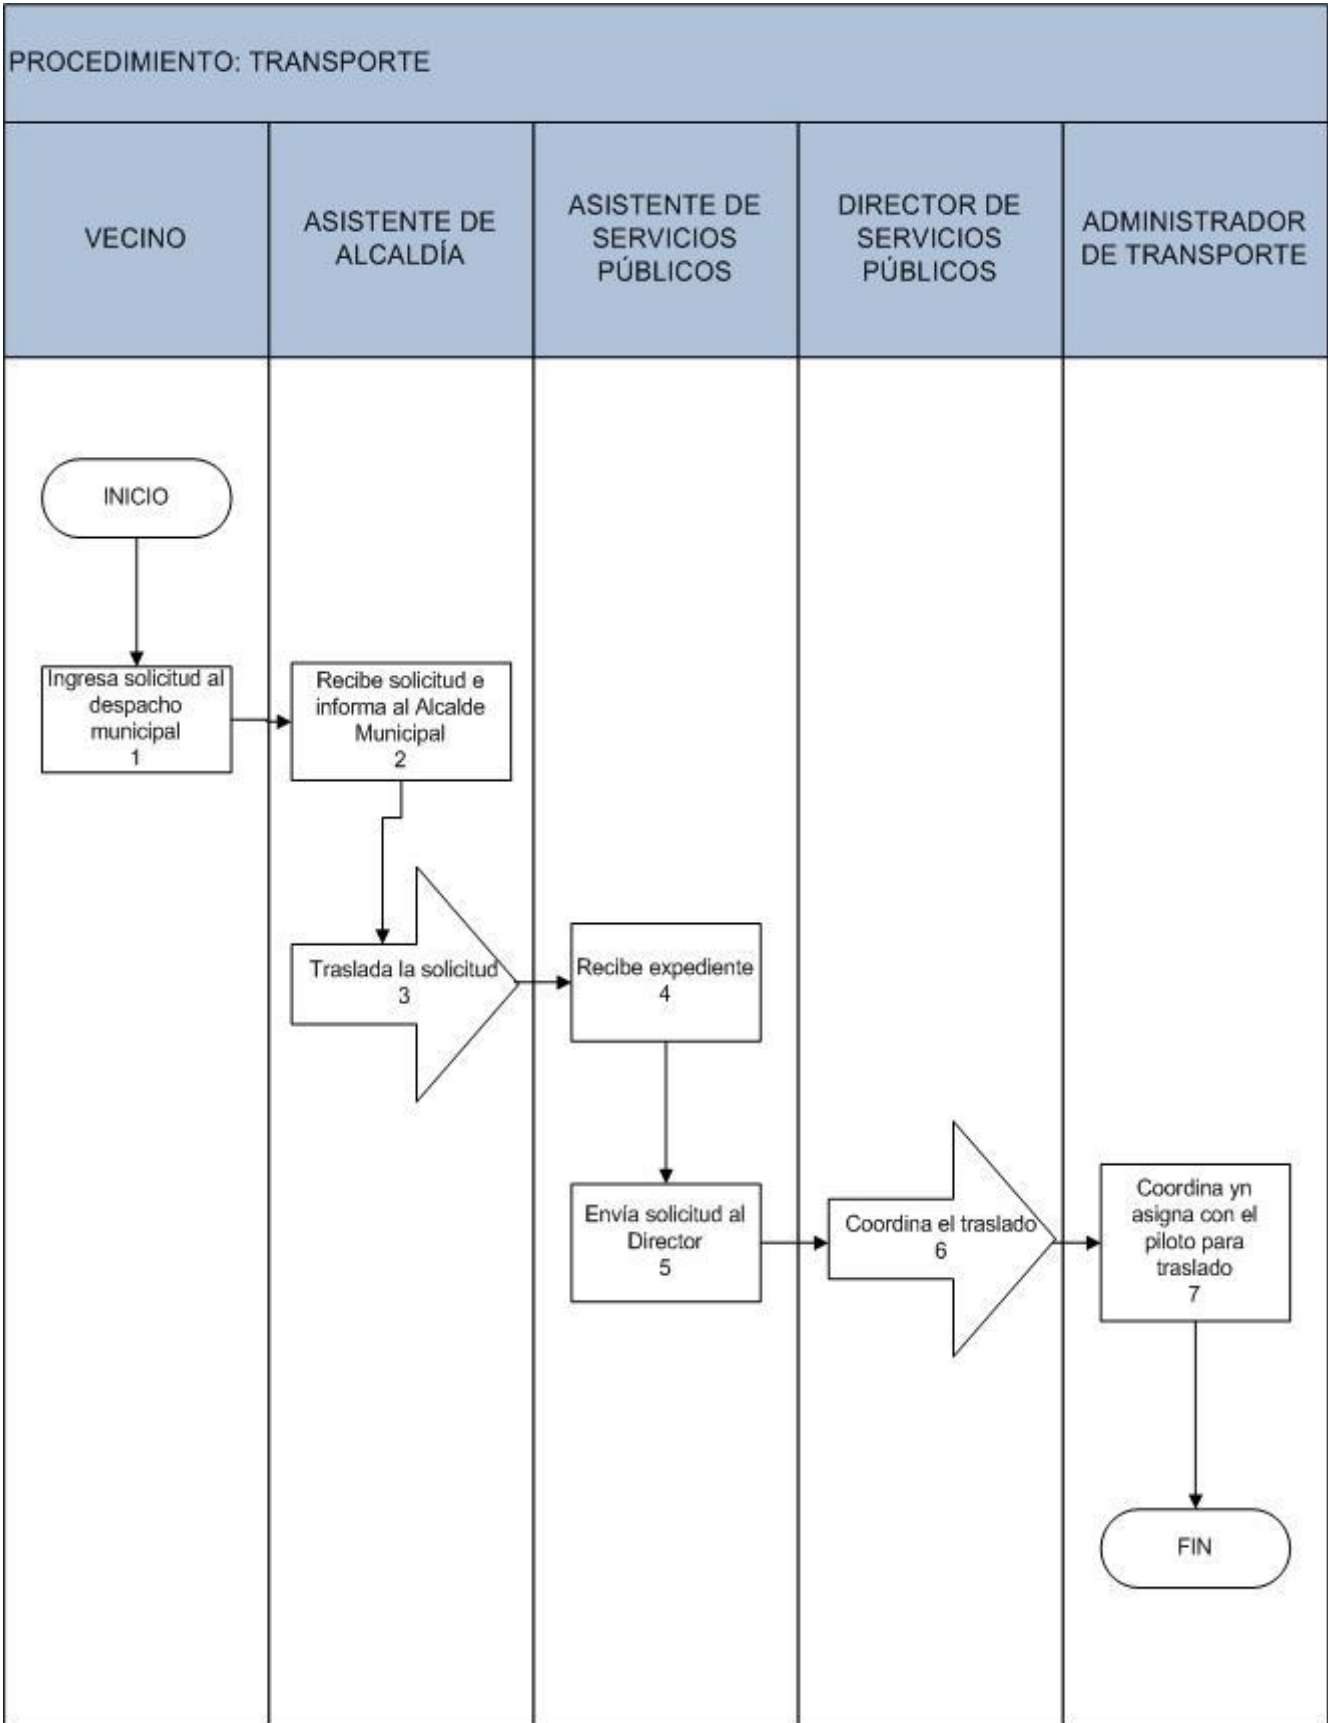 PROCEDIMIENTO: TRANSPORTE
VECINO
ASISTENTE DE
ALCALDÍA
ASISTENTE DE
SERVICIOS
PÚBLICOS
DIRECTOR DE
SERVICIOS
PÚBLICOS
ADMINISTRADOR
DE TRANSPORTE
INICIO
Ingresa solicitud al
despacho
municipal
1
Recibe solicitud e
informa al Alcalde
Municipal
2
Traslada la solicitud
3
Recibe expediente
4
Envía solicitud al
Director
5
Coordina el traslado
6
Coordina yn
asigna con el
piloto para
traslado
7
FIN